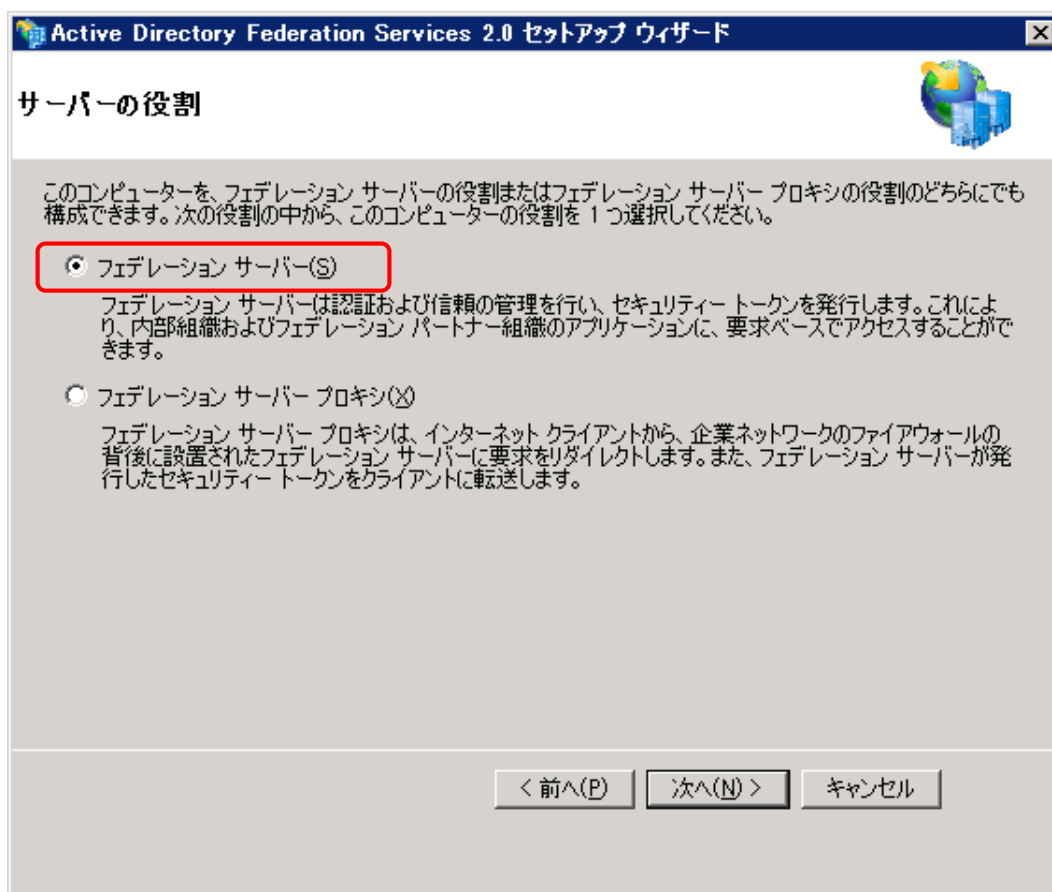 Active Directory Federation Services 2.0 セットアップ ウィザード
サーバーの役割
このコンピューターを、フェデレーション サーバーの役割またはフェデレーション サーバー プロキシの役割のどちらにでも
構成できます。次の役割の中から、このコンピューターの役割を 1 つ選択してください。
フェデレーション サーバー(S)
フェデレーション サーバーは認証および信頼の管理を行い、セキュリティー トークンを発行します。これによ
り、内部組織およびフェデレーション パートナー組織のアプリケーションに、要求ベースでアクセスすることがで
きます。
フェデレーション サーバー プロキシ(X)
フェデレーション サーバー プロキシは、インターネット クライアントから、企業ネットワークのファイアウォールの
背後に設置されたフェデレーション サーバーに要求をリダイレクトします。また、フェデレーション サーバーが発
行したセキュリティー トークンをクライアントに転送します。
< 前へ(P) 次へ(N) > キャンセル